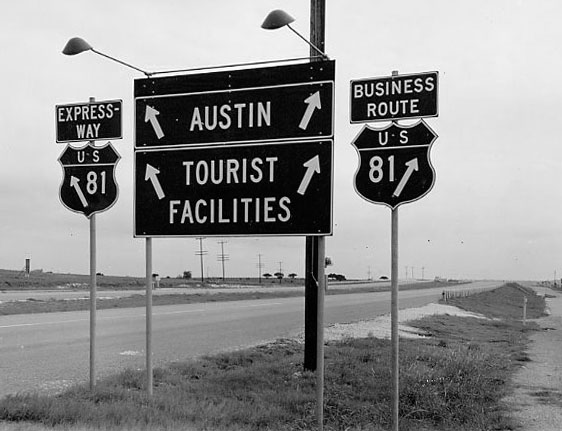 EXPRESS-
WAY
U S
81
AUSTIN
TOURIST
FACILITIES
BUSINESS
ROUTE
U S
81